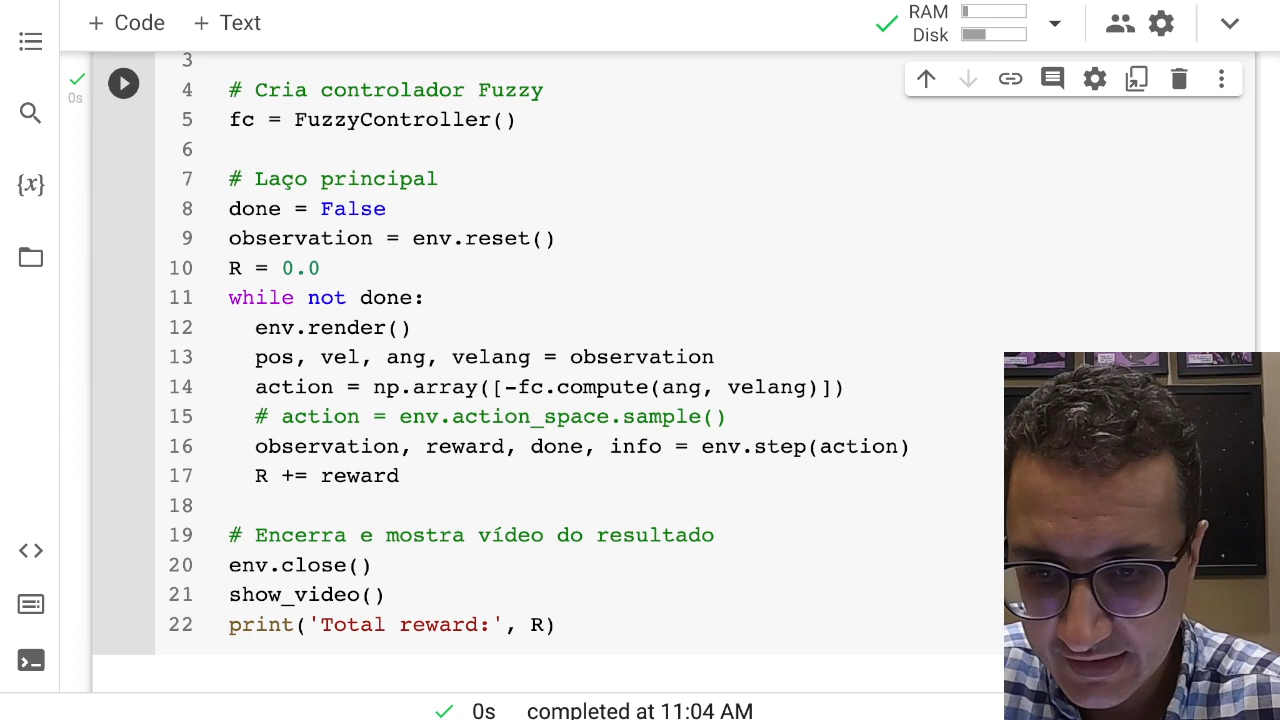 + Code + Text
RAM
Disk
{x}
0s
3
4 # Cria controlador Fuzzy
5 fc = FuzzyController()
6
7 # Laço principal
8 done = False
9 observation = env.reset()
10 R = 0.0
11 while not done:
12 env.render()
13 pos, vel, ang, velang = observation
14 action = np.array([-fc.compute(ang, velang)])
15 # action = env.action_space.sample()
16 observation, reward, done, info = env.step(action)
17 R += reward
18
19 # Encerra e mostra vídeo do resultado
20 env.close()
21 show_video()
22 print('Total reward:', R)
0s completed at 11:04 AM